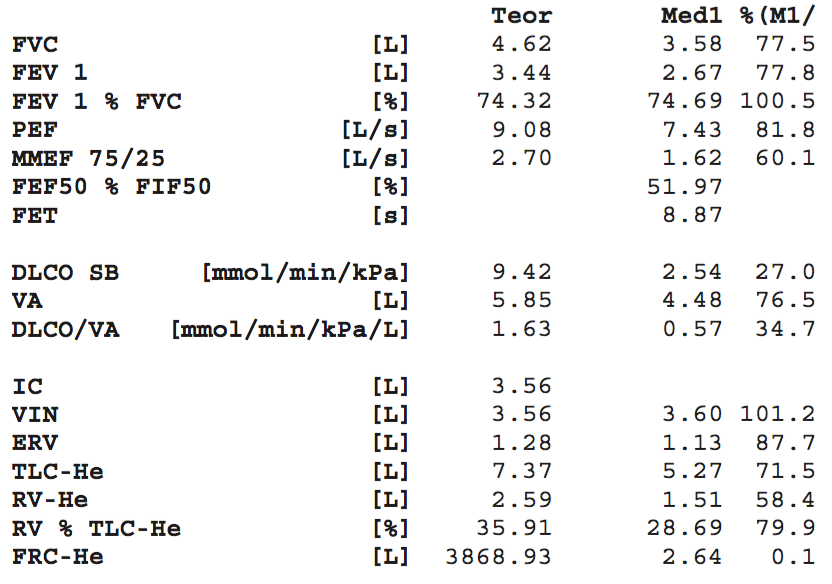 Teor Med1 %(M1/
FVC [L] 4.62 3.58 77.5
FEV 1 [L] 3.44 2.67 77.8
FEV 1 % FVC [%] 74.32 74.69 100.5
PEF [L/s] 9.08 7.43 81.8
MMEF 75/25 [L/s] 2.70 1.62 60.1
FEF50 % FIF50 [%] 51.97
FET [s] 8.87
DLCO SB [mmol/min/kPa] 9.42 2.54 27.0
VA [L] 5.85 4.48 76.5
DLCO/VA [mmol/min/kPa/L] 1.63 0.57 34.7
IC [L] 3.56
VIN [L] 3.56 3.60 101.2
ERV [L] 1.28 1.13 87.7
TLC-He [L] 7.37 5.27 71.5
RV-He [L] 2.59 1.51 58.4
RV % TLC-He [%] 35.91 28.69 79.9
FRC-He [L] 3868.93 2.64 0.1